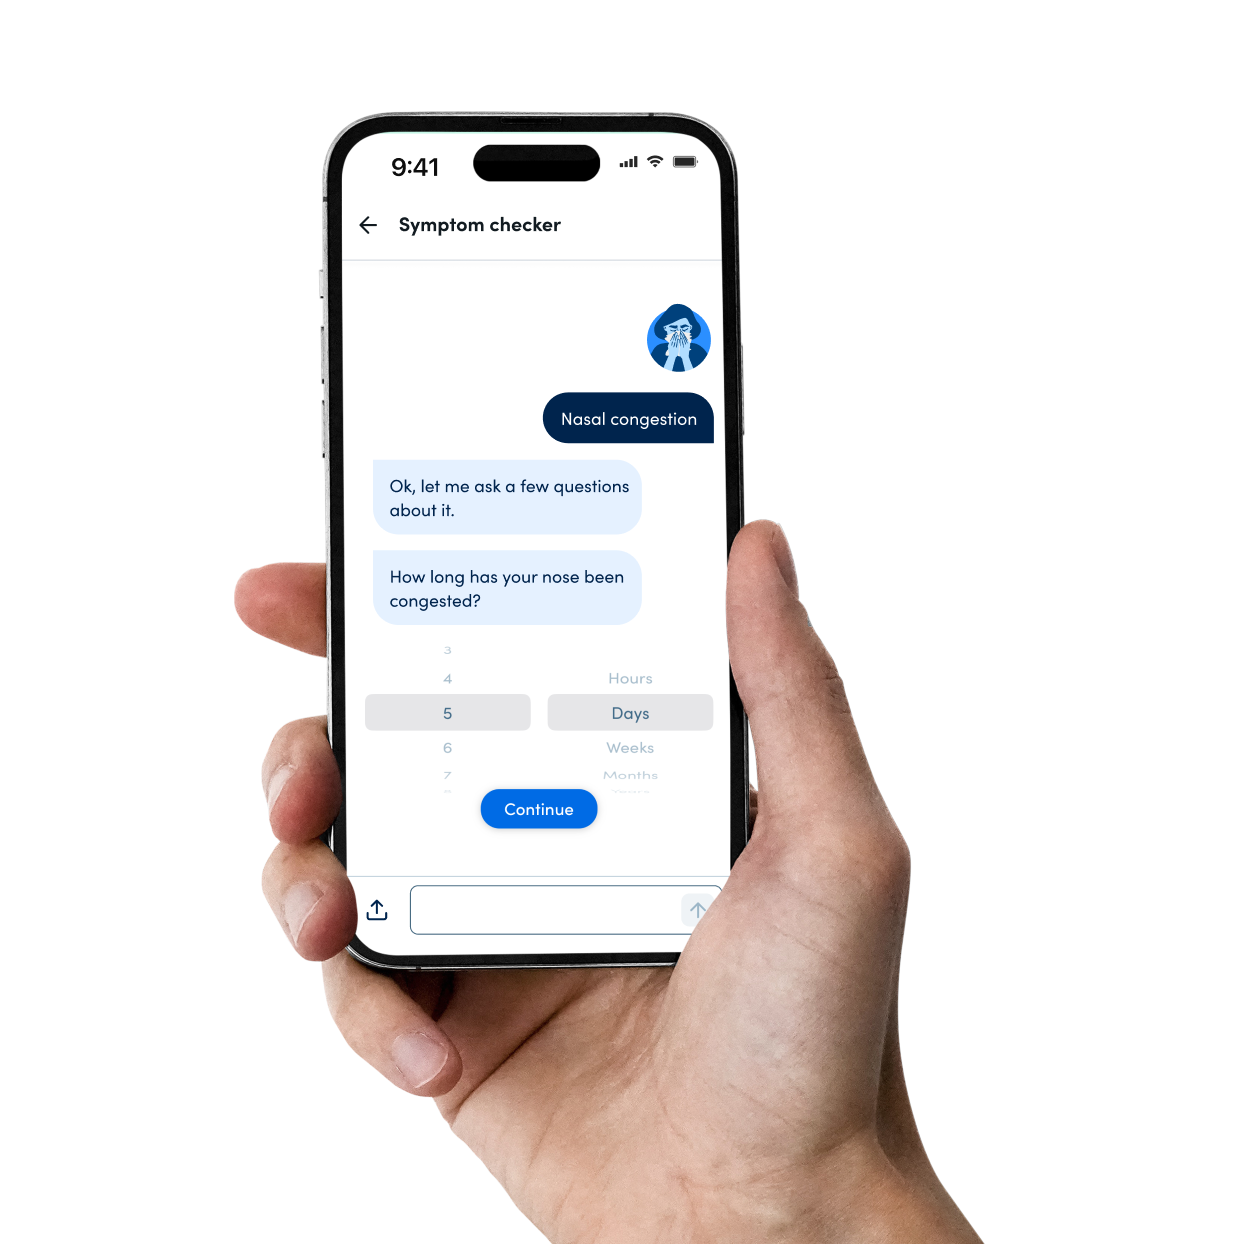 9:41
Symptom checker
Nasal congestion
Ok, let me ask a few questions
about it.
How long has your nose been
congested?
3
4 Hours
5 Days
6 Weeks
7 Months
Continue